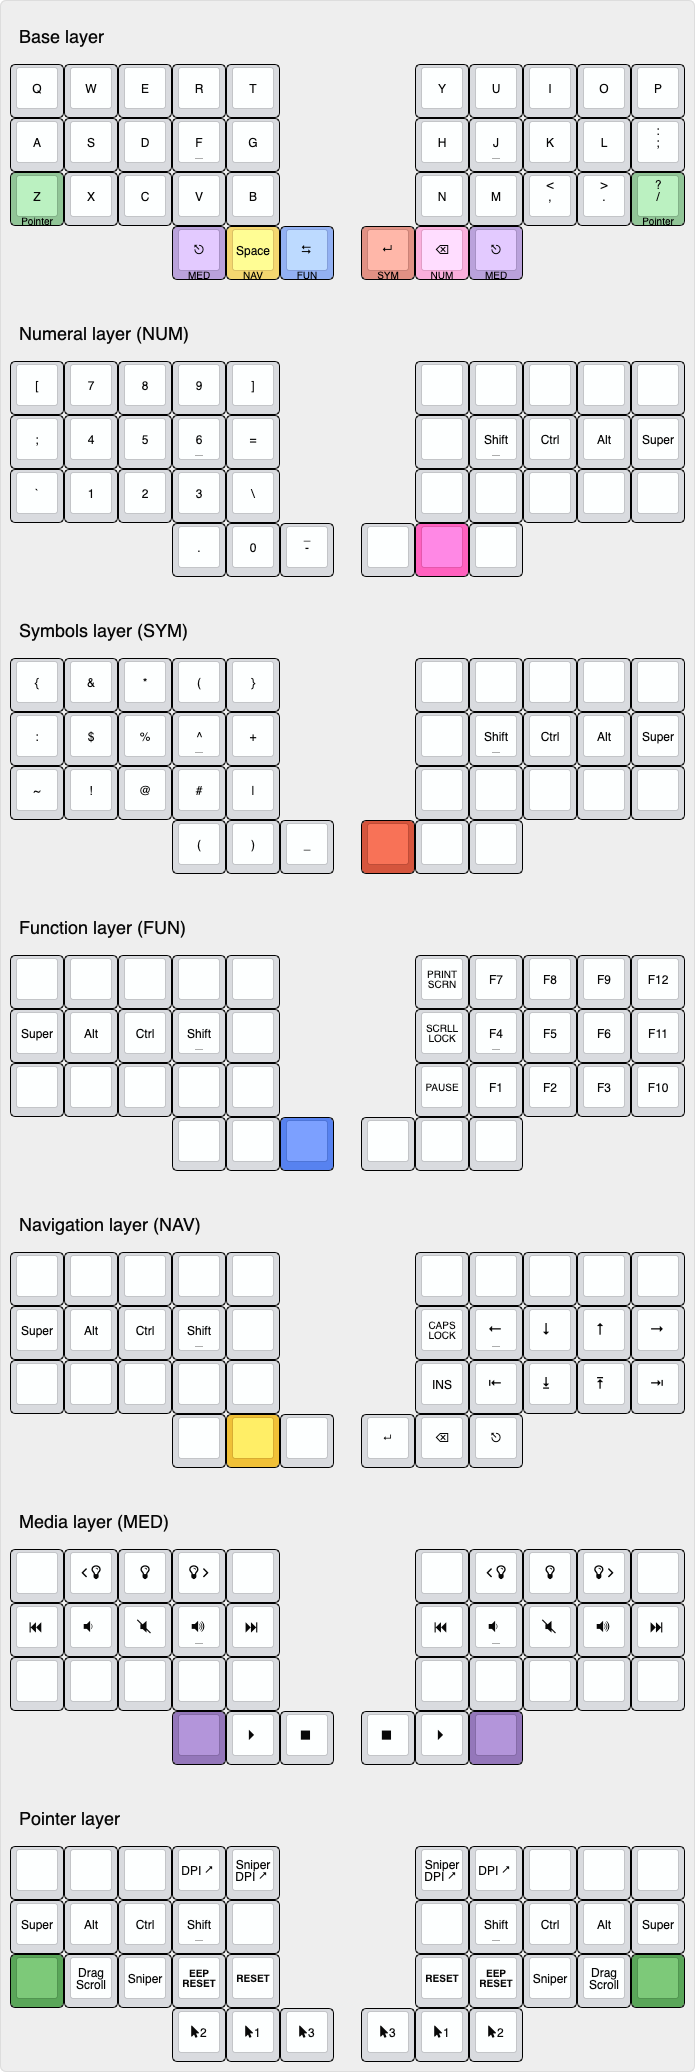 Base layer
Q W E R T Y U I O P
A S D F G H J K L : ;
Z X C V B N M < , > . ? /
Pointer Pointer
⎋ Space ⇆ ↵ ⌫ ⎋
MED NAV FUN SYM NUM MED
Numeral layer (NUM)
[ 7 8 9 ]
; 4 5 6 = Shift Ctrl Alt Super
` 1 2 3 \
. 0 _ -
Symbols layer (SYM)
{ & * ( }
: $ % ^ + Shift Ctrl Alt Super
~ ! @ # |
( ) _
Function layer (FUN)
PRINT SCRN F7 F8 F9 F12
Super Alt Ctrl Shift SCRLL LOCK F4 F5 F6 F11
PAUSE F1 F2 F3 F10
Navigation layer (NAV)
Super Alt Ctrl Shift CAPS LOCK ← ↓ ↑ →
INS ⇤ ⤓ ⤒ ⇥
↵ ⌫ ⎋
Media layer (MED)
< > < >
Pointer layer
DPI ↗ Sniper DPI ↗ Sniper DPI ↗ DPI ↗
Super Alt Ctrl Shift Shift Ctrl Alt Super
Drag Scroll Sniper EEP RESET RESET RESET EEP RESET Sniper Drag Scroll
2 1 3 3 1 2